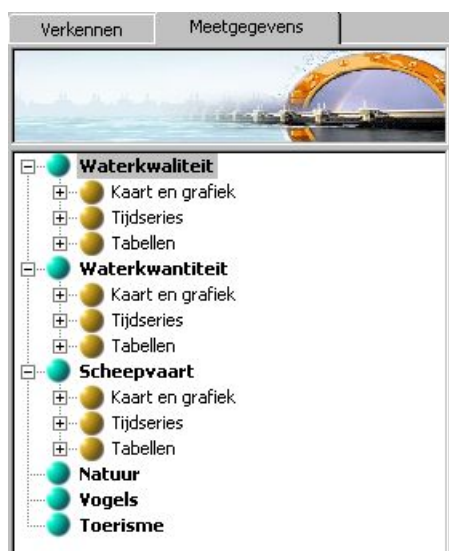 Verkennen Meetgegevens
Waterkwaliteit
Kaart en grafiek
Tijdseries
Tabellen
Waterkwantiteit
Kaart en grafiek
Tijdseries
Tabellen
Scheepvaart
Kaart en grafiek
Tijdseries
Tabellen
Natuur
Vogels
Toerisme